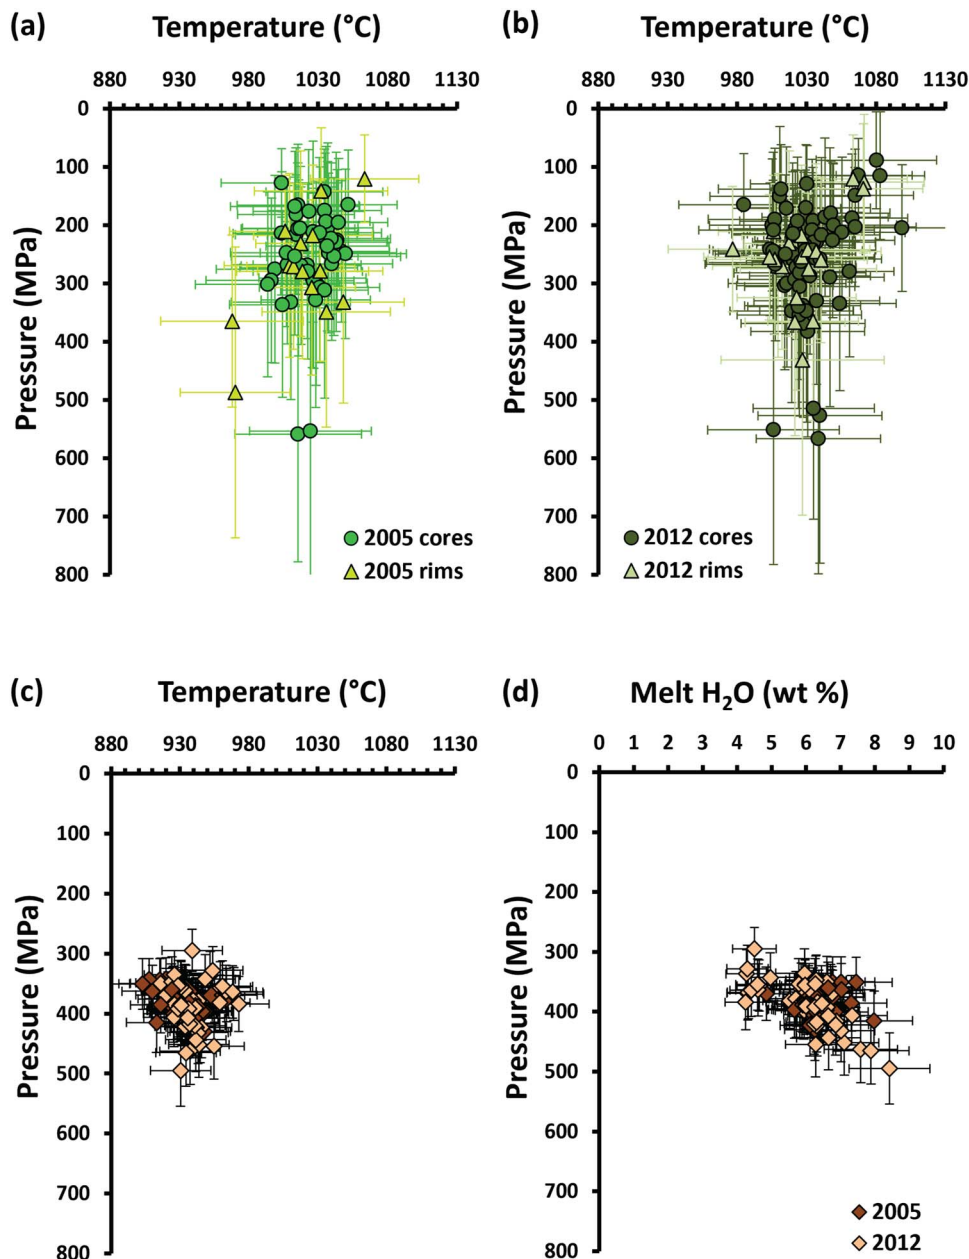 (a) Temperature (°C)
880 930 980 1030 1080 1130
Pressure (MPa)
0
100
200
300
400
500
600
700
800
2005 cores
2005 rims
(b) Temperature (°C)
880 930 980 1030 1080 1130
Pressure (MPa)
0
100
200
300
400
500
600
700
800
2012 cores
2012 rims
(c) Temperature (°C)
880 930 980 1030 1080 1130
Pressure (MPa)
0
100
200
300
400
500
600
700
800
(d) Melt H₂O (wt %)
0 1 2 3 4 5 6 7 8 9 10
Pressure (MPa)
0
100
200
300
400
500
600
700
800
2005
2012